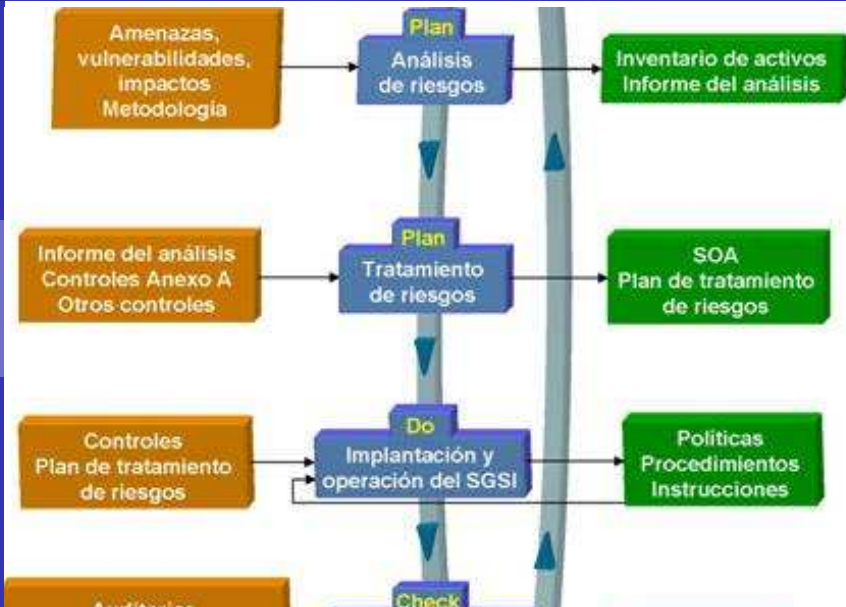 Plan
Amenazas,
vulnerabilidades,
impactos
Metodología
Análisis
de riesgos
Inventario de activos
Informe del análisis
Plan
Informe del análisis
Controles Anexo A
Otros controles
Tratamiento
de riesgos
SOA
Plan de tratamiento
de riesgos
Do
Controles
Plan de tratamiento
de riesgos
Implantación y
operación del SGSI
Políticas
Procedimientos
Instrucciones
Check